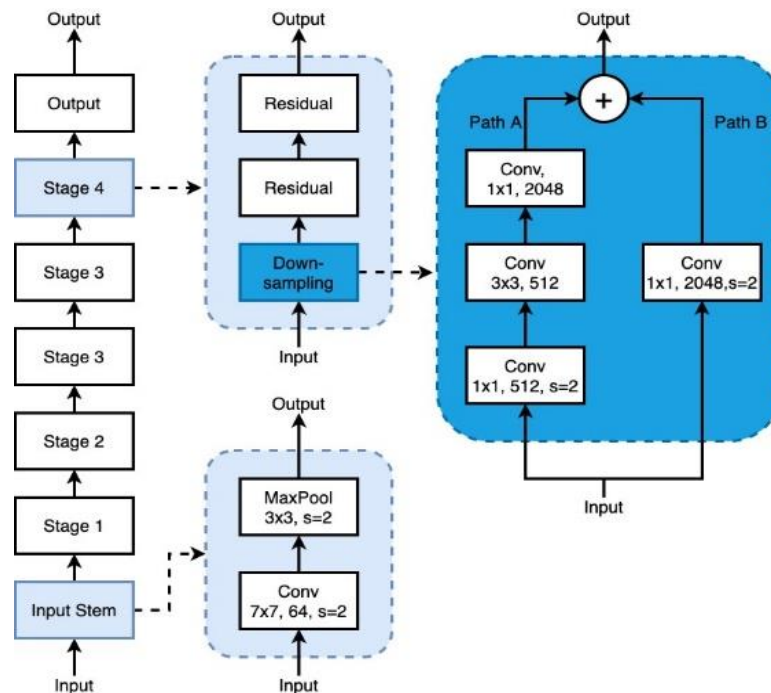 Output
Output
Stage 4
Stage 3
Stage 3
Stage 2
Stage 1
Input Stem
Input
Output
Residual
Residual
Down-
sampling
Input
Output
MaxPool
3x3, s=2
Conv
7x7, 64, s=2
Input
Output
+
Path A
Path B
Conv,
1x1, 2048
Conv
3x3, 512
Conv
1x1, 512, s=2
Conv
1x1, 2048,s=2
Input